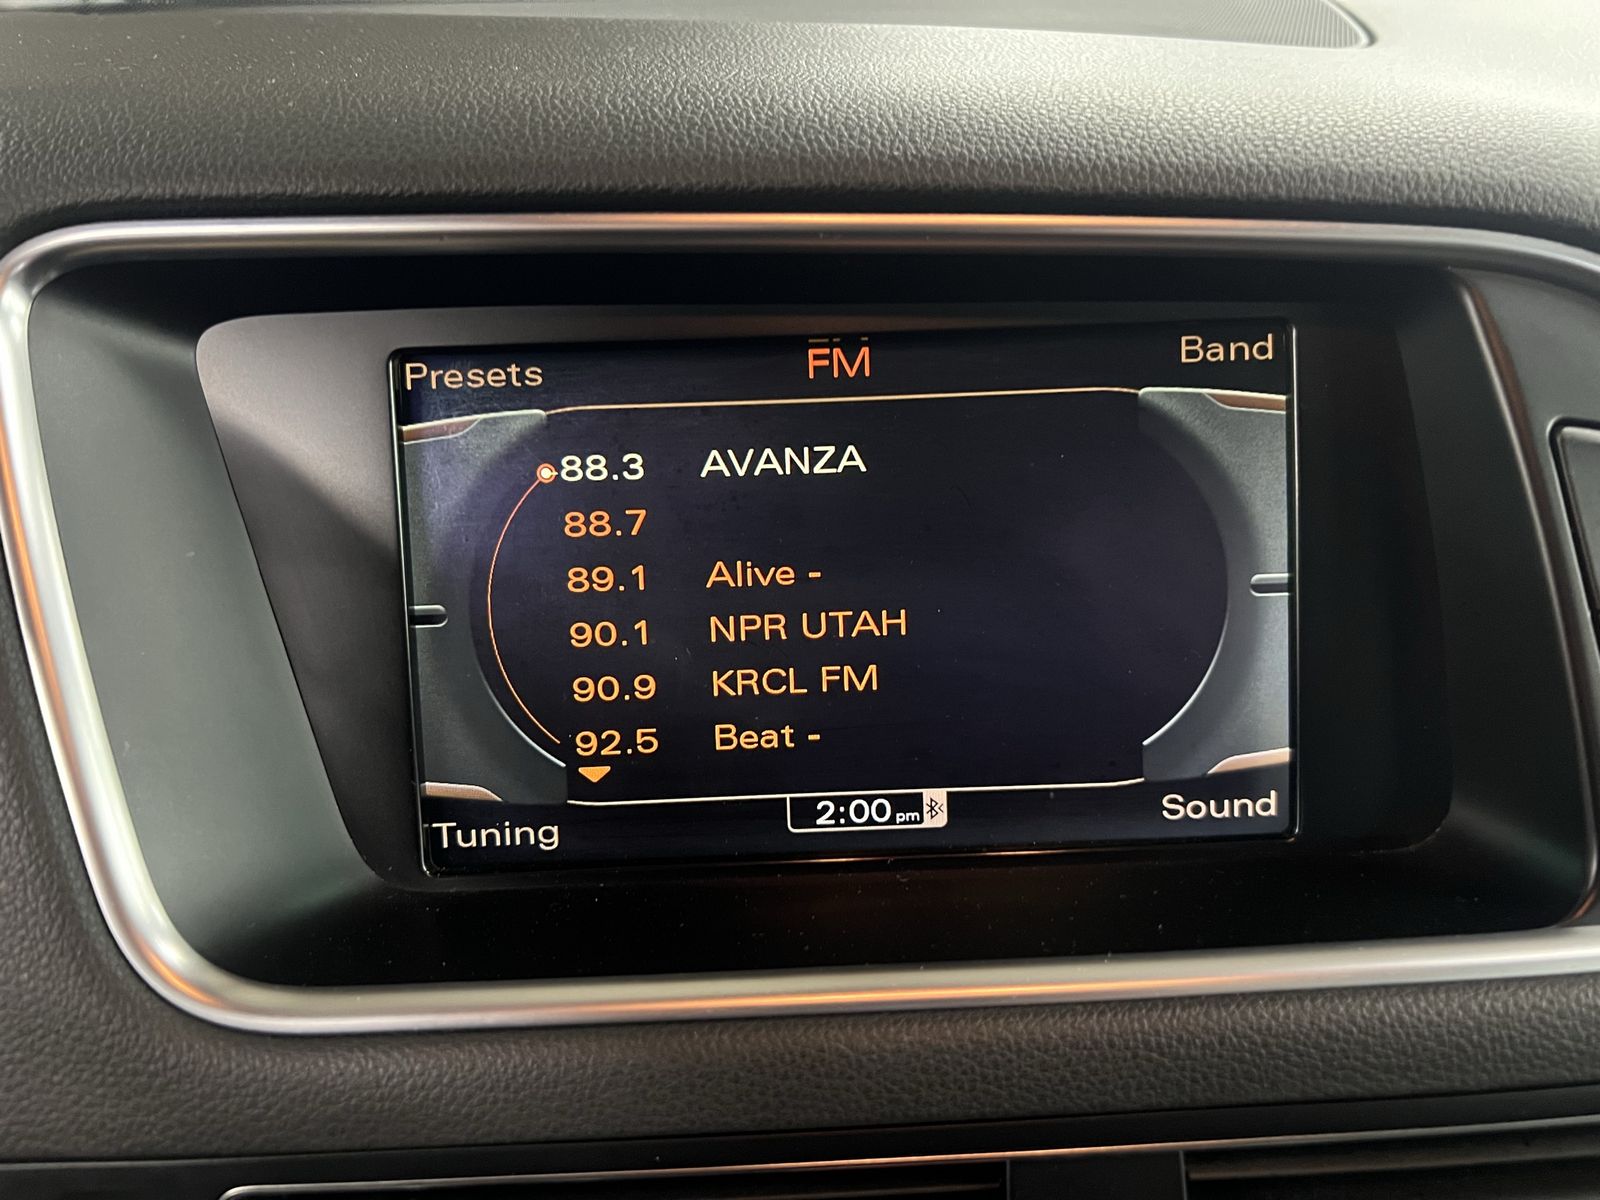 Presets FM Band
88.3 AVANZA
88.7
89.1 Alive -
90.1 NPR UTAH
90.9 KRCL FM
92.5 Beat -
Tuning 2:00 pm Sound